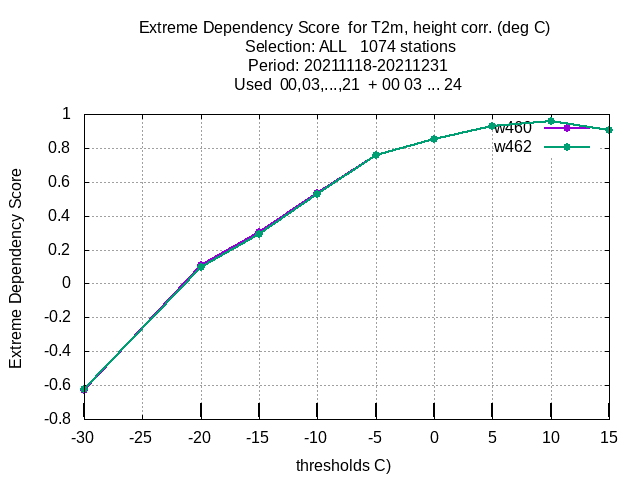 Extreme Dependency Score  for T2m, height corr. (deg C)
Selection: ALL   1074 stations
Period: 20211118-20211231
Used  00,03,...,21  + 00 03 ... 24
Extreme Dependency Score
1
0.8
0.6
0.4
0.2
0
-0.2
-0.4
-0.6
-0.8
w460
w462
-30 -25 -20 -15 -10 -5 0 5 10 15
thresholds C)